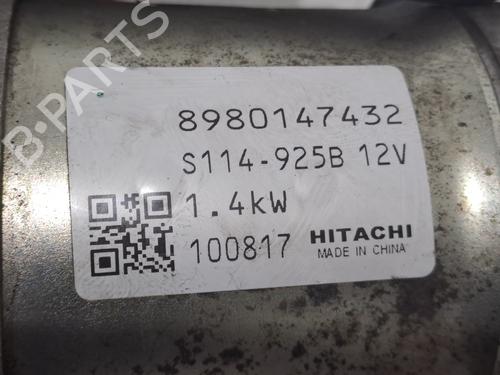 B-PARTS
8980147432
S114-925B 12V
1.4kW
100817 HITACHI
MADE IN CHINA